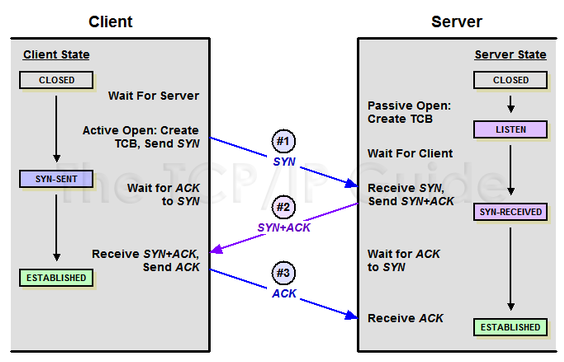 Client
Server
Client State
CLOSED
Wait For Server
Active Open: Create
TCB, Send SYN
SYN-SENT
Wait for ACK
to SYN
Receive SYN+ACK,
Send ACK
ESTABLISHED
#1
SYN
#2
SYN+ACK
#3
ACK
Server State
CLOSED
Passive Open:
Create TCB
LISTEN
Wait For Client
Receive SYN,
Send SYN+ACK
SYN-RECEIVED
Wait for ACK
to SYN
Receive ACK
ESTABLISHED
The TCP/IP Guide